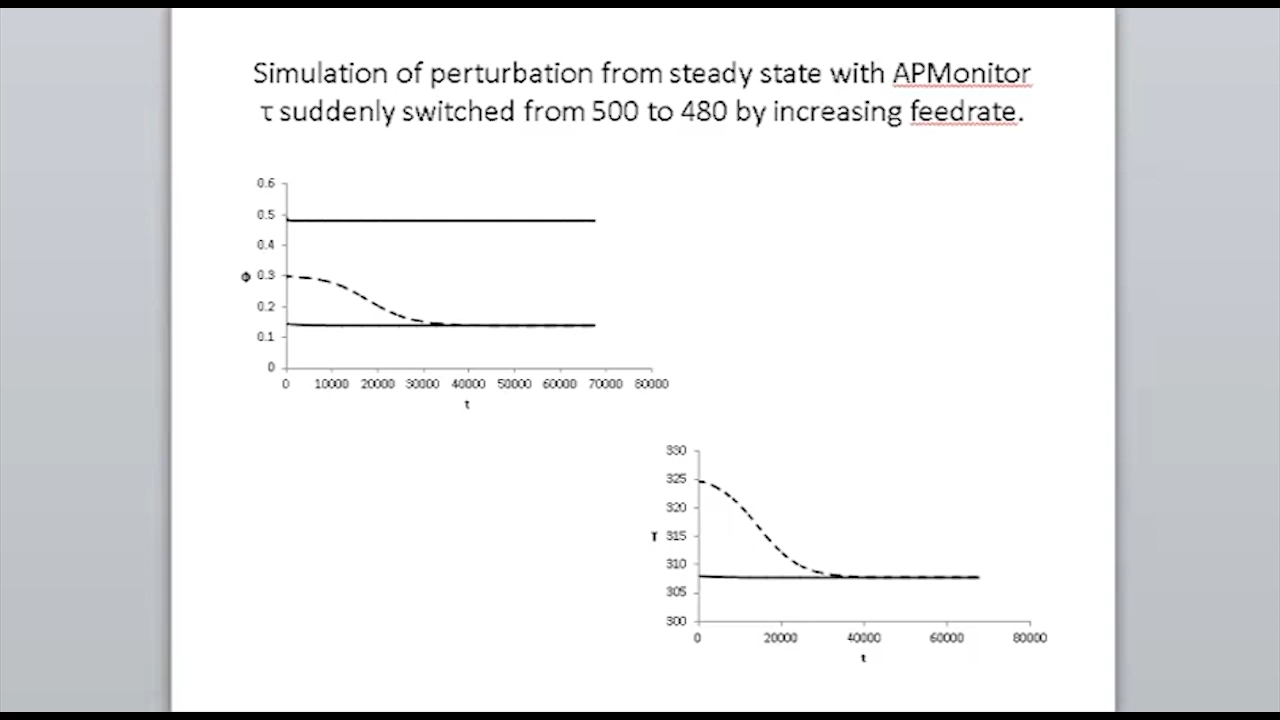 Simulation of perturbation from steady state with APMonitor
τ suddenly switched from 500 to 480 by increasing feedrate.
0.6
0.5
0.4
Φ 0.3
0.2
0.1
0
0 10000 20000 30000 40000 50000 60000 70000 80000
t
330
325
320
T 315
310
305
300
0 20000 40000 60000 80000
t